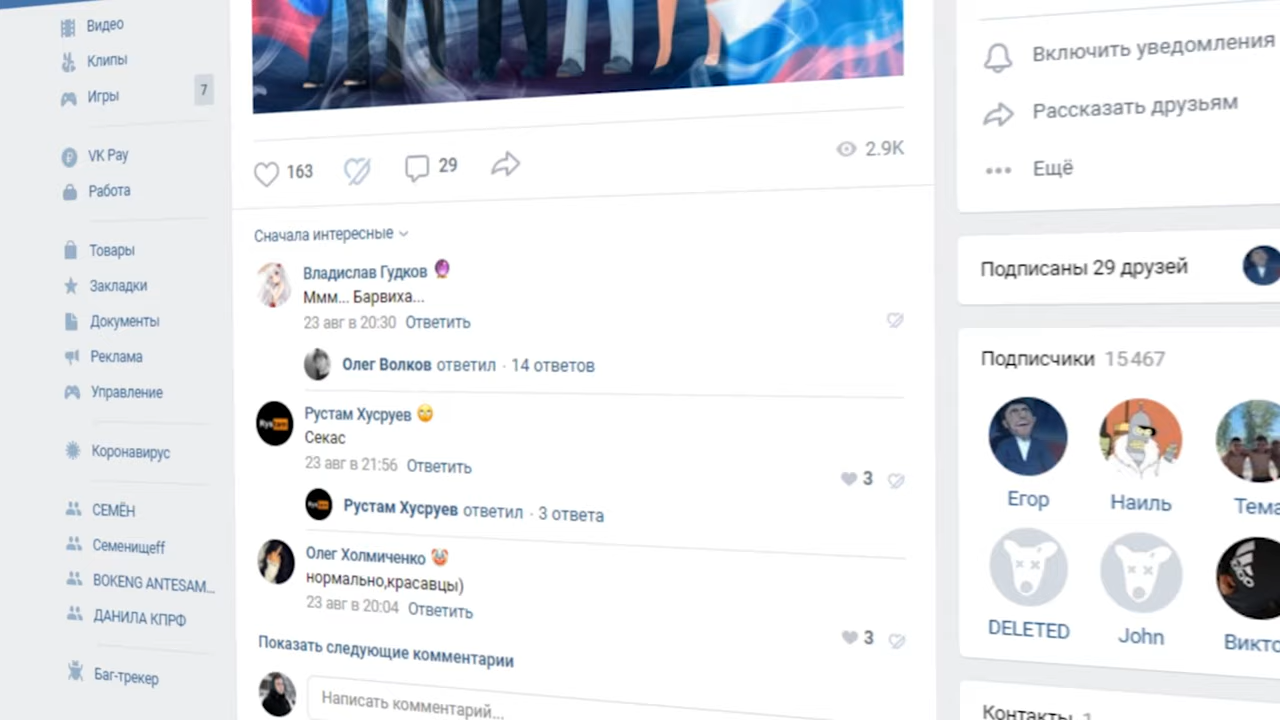 Видео
Клипы
Игры
7
VK Pay
Работа
Товары
Закладки
Документы
Реклама
Управление
Коронавирус
СЕМЁН
Семенищеff
BOKENG ANTESAM...
ДАНИЛА КПРФ
Баг-трекер
163
29
2.9K
Сначала интересные
Владислав Гудков
Ммм... Барвиха...
23 авг в 20:30 Ответить
Олег Волков ответил · 14 ответов
Рустам Хусруев
Секас
23 авг в 21:56 Ответить
3
Рустам Хусруев ответил · 3 ответа
Олег Холмиченко
нормально,красавцы)
23 авг в 20:04 Ответить
3
Показать следующие комментарии
Написать комментарий...
Включить уведомления
Рассказать друзьям
Ещё
Подписаны 29 друзей
Подписчики 15 467
Егор
Наиль
Тема
DELETED
John
Викто
Контакты 1